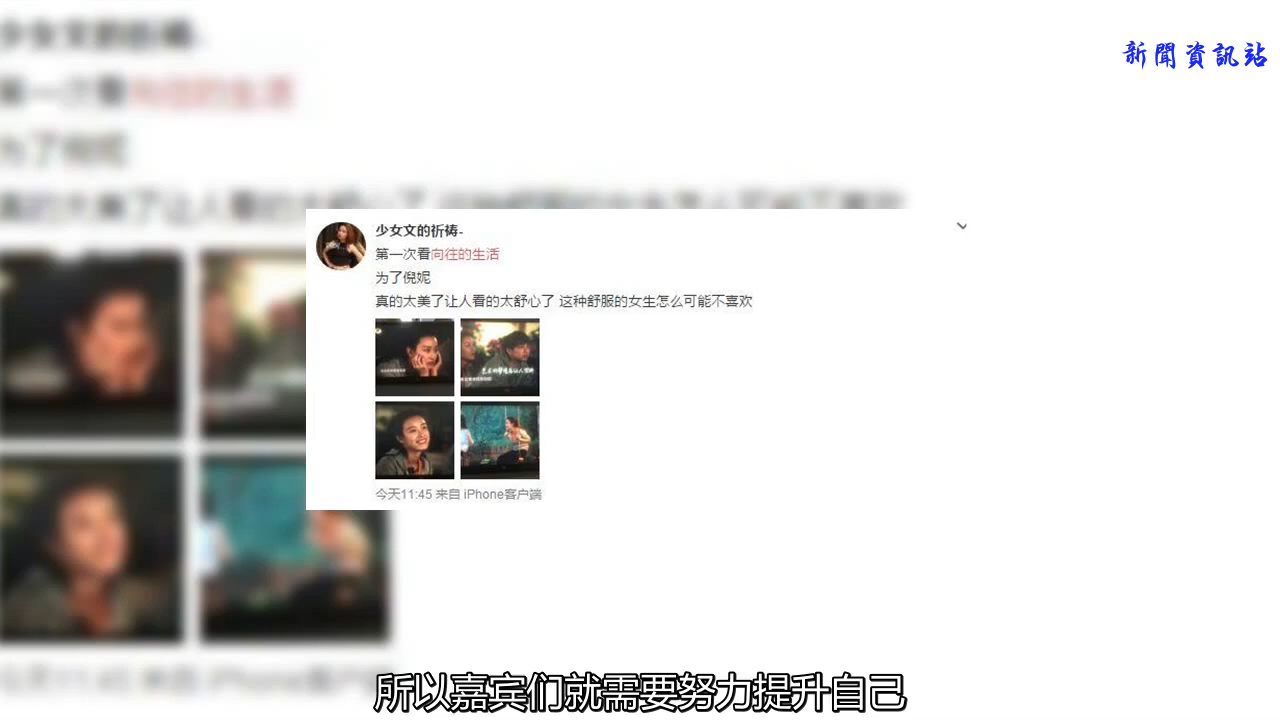 新聞資訊站
少女文的祈祷-
第一次看向往的生活
为了倪妮
真的太美了让人看的太舒心了 这种舒服的女生怎么可能不喜欢
今天11:45 来自 iPhone客户端
所以嘉宾们就需要努力提升自己